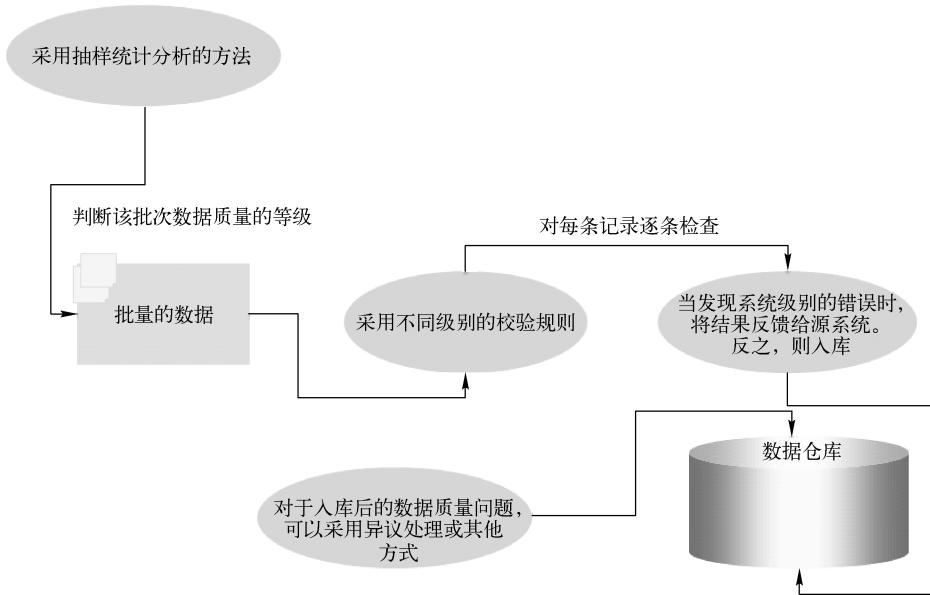 采用抽样统计分析的方法
判断该批次数据质量的等级
批量的数据
对每条记录逐条检查
采用不同级别的校验规则
当发现系统级别的错误时，
将结果反馈给源系统。
反之，则入库
数据仓库
对于入库后的数据质量问题，
可以采用异议处理或其他
方式